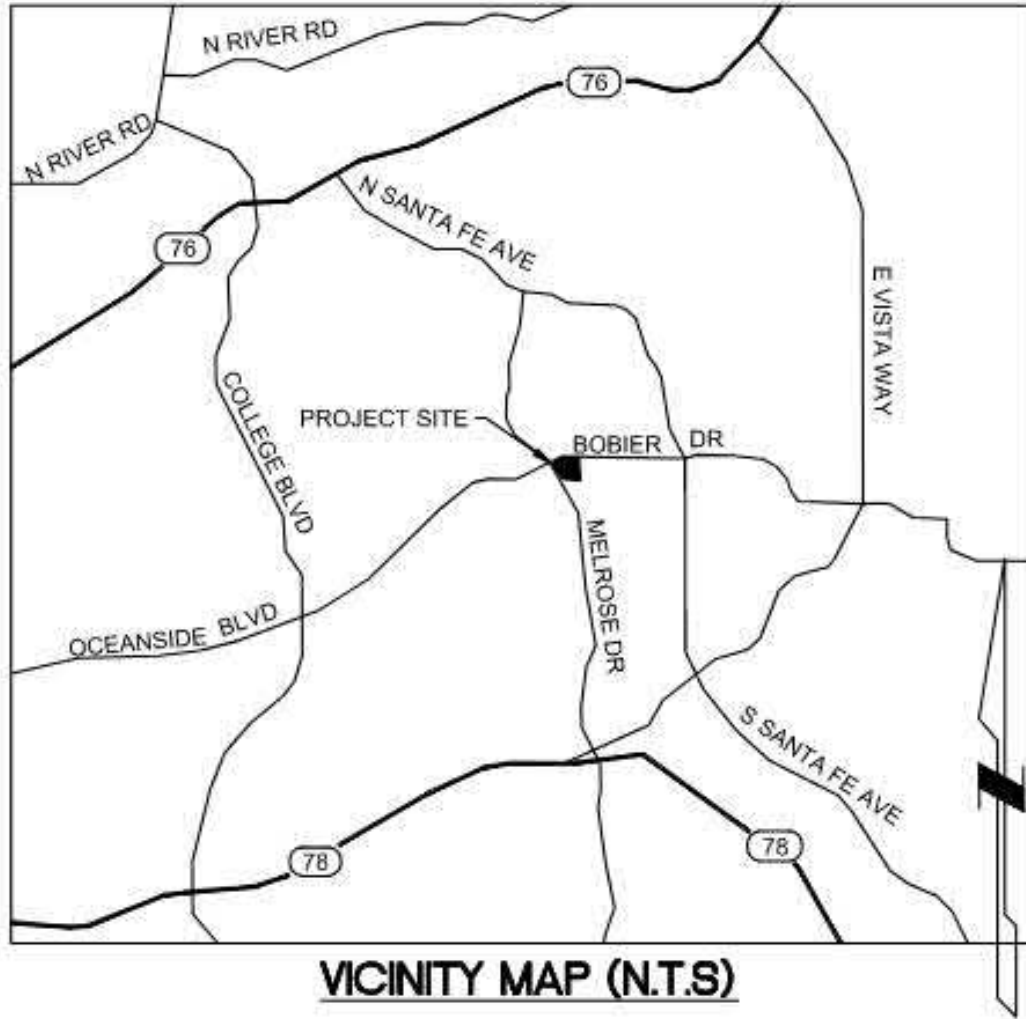 N RIVER RD
76
N RIVER RD
N SANTA FE AVE
76
E VISTA WAY
COLLEGE BLVD
PROJECT SITE
BOBIER DR
MELROSE DR
OCEANSIDE BLVD
S SANTA FE AVE
78
78
VICINITY MAP (N.T.S)